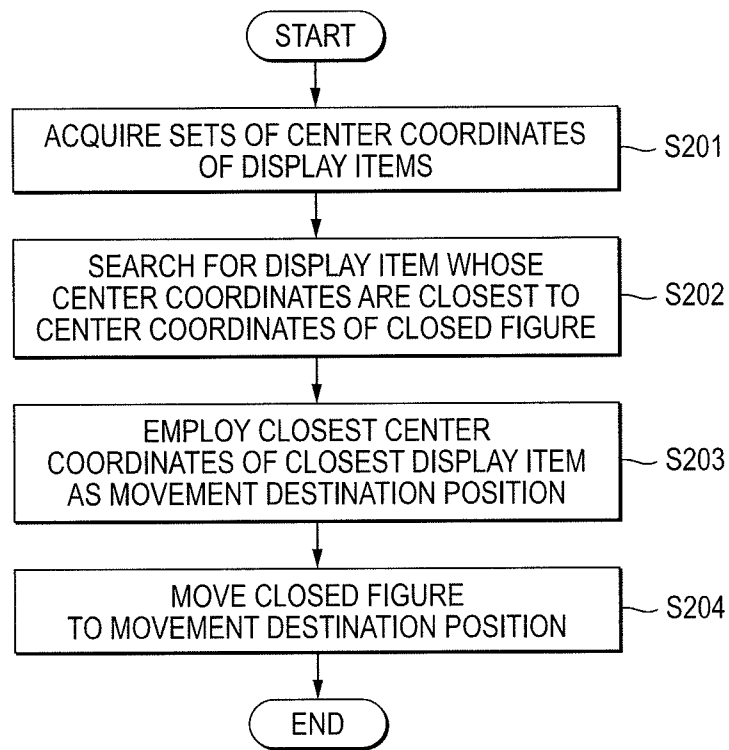 START
ACQUIRE SETS OF CENTER COORDINATES
OF DISPLAY ITEMS
S201
SEARCH FOR DISPLAY ITEM WHOSE
CENTER COORDINATES ARE CLOSEST TO
CENTER COORDINATES OF CLOSED FIGURE
S202
EMPLOY CLOSEST CENTER
COORDINATES OF CLOSEST DISPLAY ITEM
AS MOVEMENT DESTINATION POSITION
S203
MOVE CLOSED FIGURE
TO MOVEMENT DESTINATION POSITION
S204
END